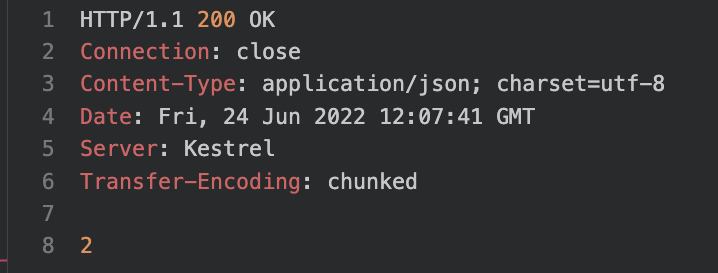 1 HTTP/1.1 200 OK
2 Connection: close
3 Content-Type: application/json; charset=utf-8
4 Date: Fri, 24 Jun 2022 12:07:41 GMT
5 Server: Kestrel
6 Transfer-Encoding: chunked
7
8 2